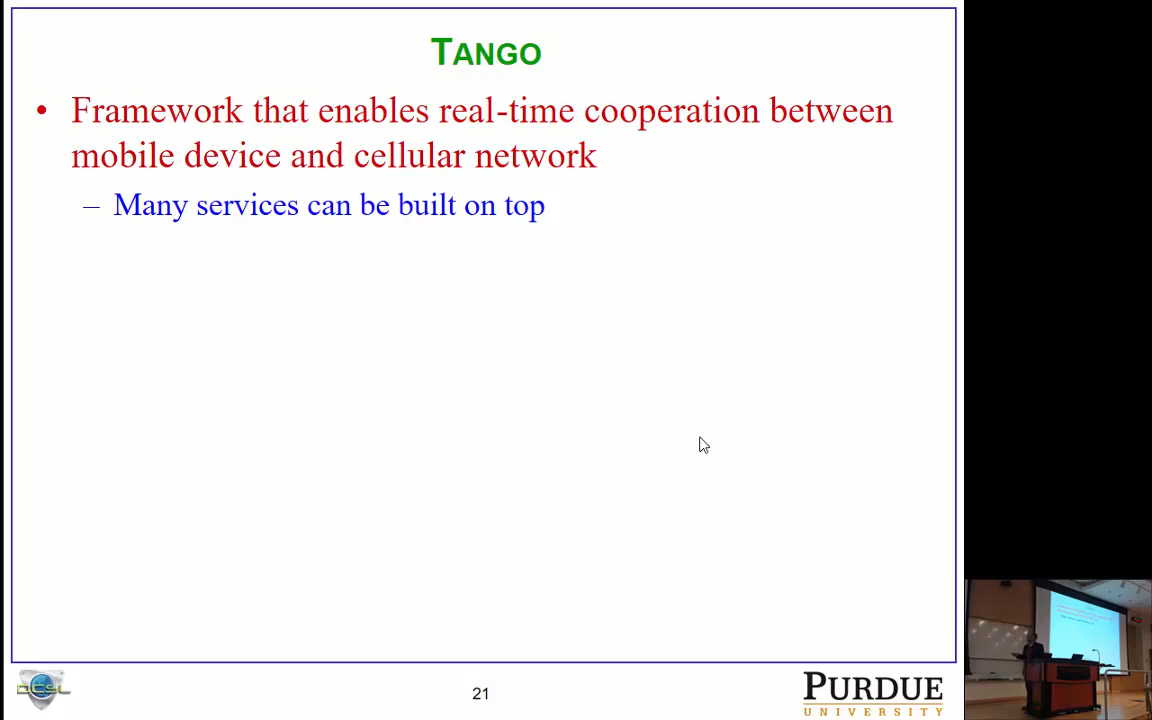 TANGO
• Framework that enables real-time cooperation between
mobile device and cellular network
– Many services can be built on top
DCSL
21
PURDUE
UNIVERSITY